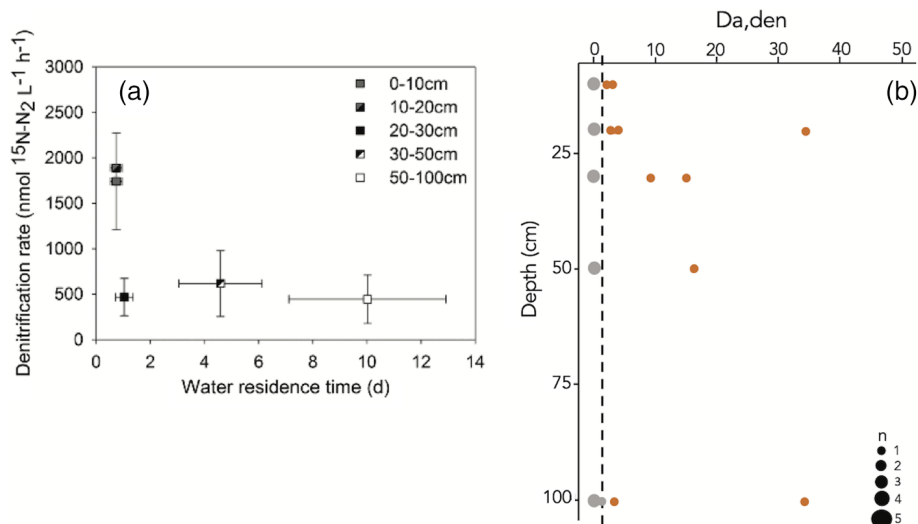 (a)
3000
2500
2000
1500
1000
500
0
Denitrification rate (nmol ¹⁵N-N₂ L⁻¹ h⁻¹)
0-10cm
10-20cm
20-30cm
30-50cm
50-100cm
0 2 4 6 8 10 12 14
Water residence time (d)
Da,den
0 10 20 30 40 50
(b)
25
50
75
100
Depth (cm)
n
1
2
3
4
5